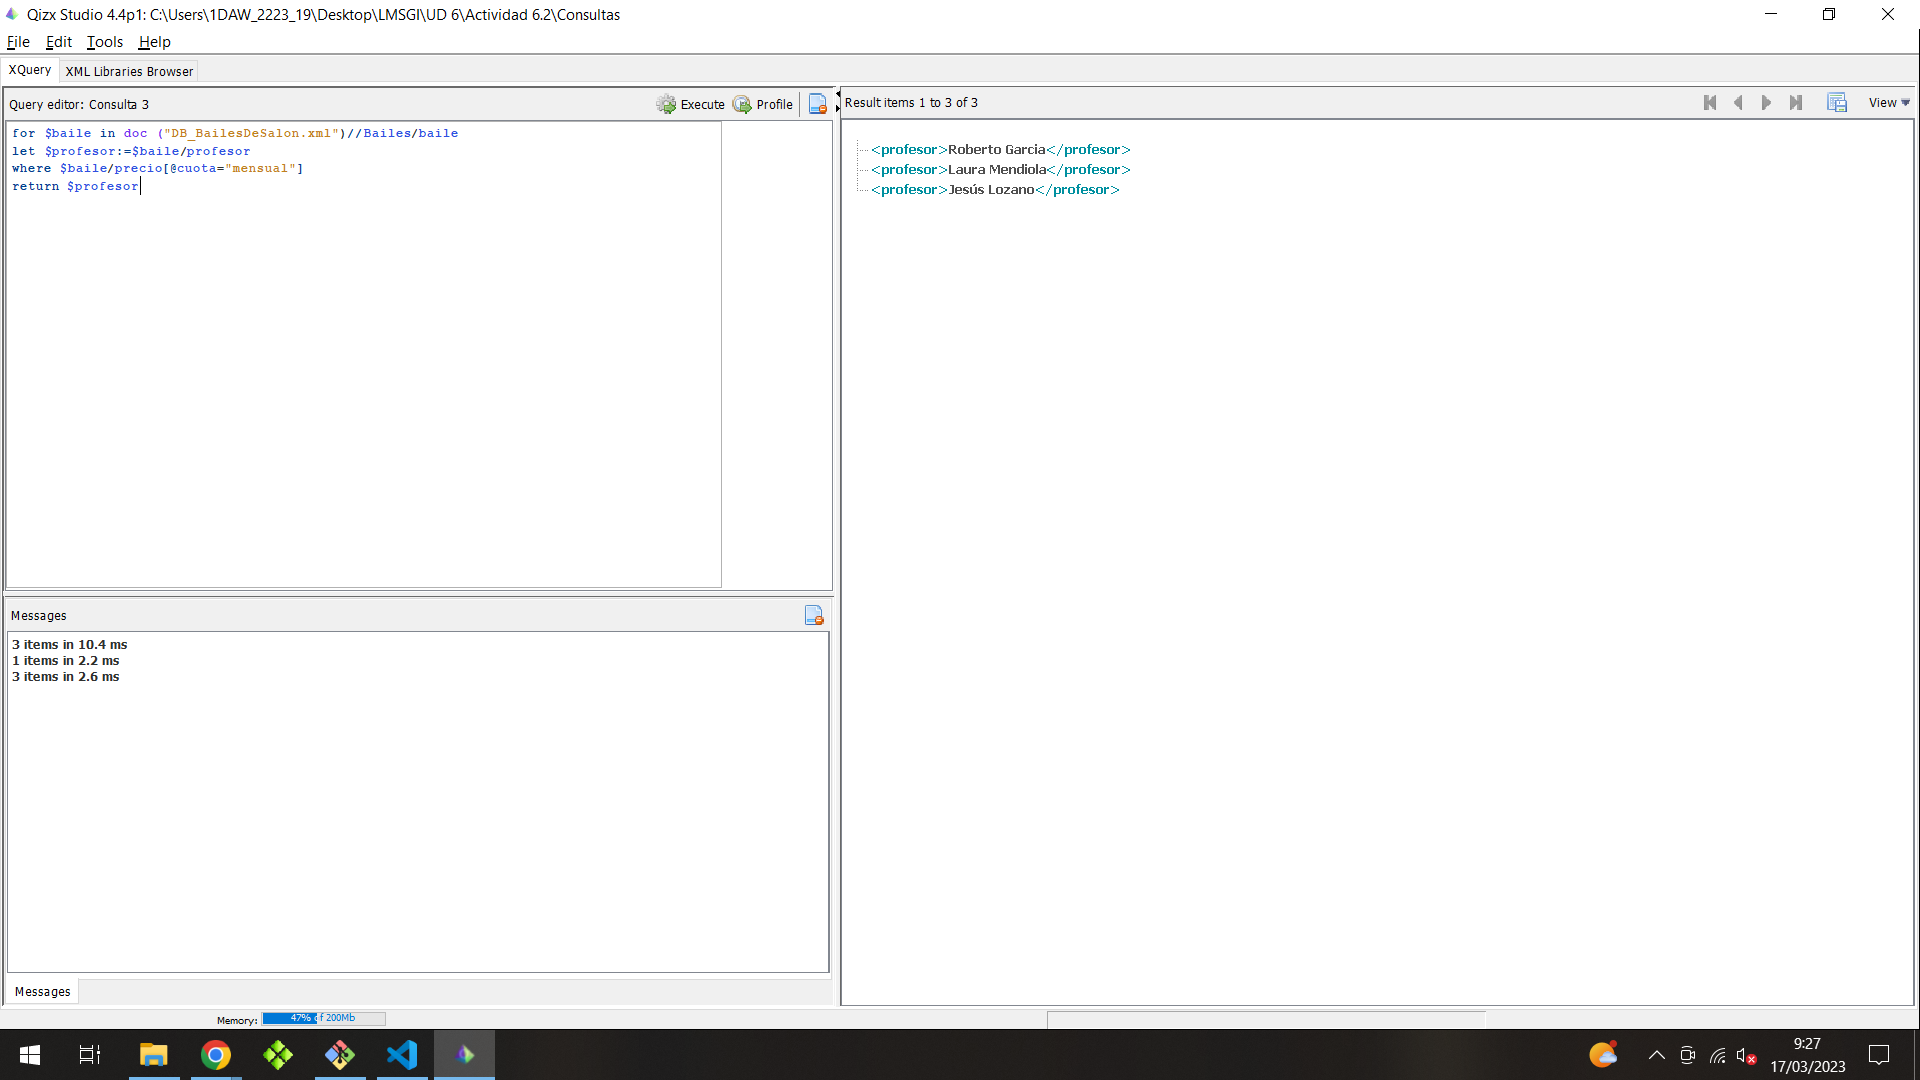 Qizx Studio 4.4p1: C:\Users\1DAW_2223_19\Desktop\LMSGI\UD 6\Actividad 6.2\Consultas
File Edit Tools Help
XQuery XML Libraries Browser
Query editor: Consulta 3 Execute Profile
for $baile in doc ("DB_BailesDeSalon.xml")//Bailes/baile
let $profesor:=$baile/profesor
where $baile/precio[@cuota="mensual"]
return $profesor
Result items 1 to 3 of 3 View
<profesor>Roberto Garcia</profesor>
<profesor>Laura Mendiola</profesor>
<profesor>Jesús Lozano</profesor>
Messages
3 items in 10.4 ms
1 items in 2.2 ms
3 items in 2.6 ms
Messages
Memory: 47% of 200Mb
9:27
17/03/2023